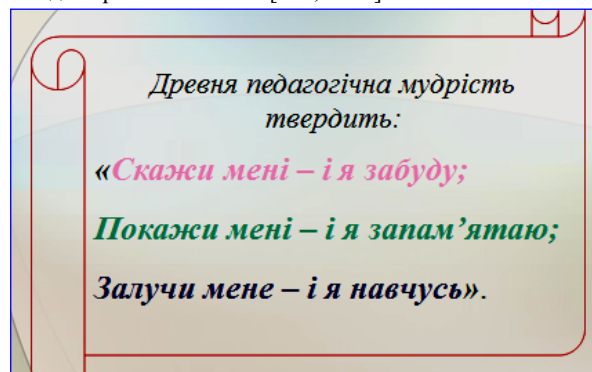 Древня педагогічна мудрість
твердить:
«Скажи мені – і я забуду;
Покажи мені – і я запам’ятаю;
Залучи мене – і я навчусь».